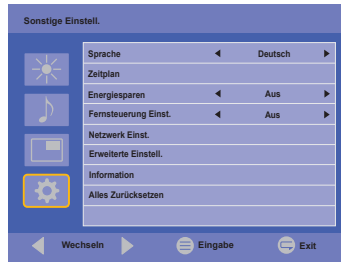 Sonstige Einstell.
Sprache Deutsch
Zeitplan
Energiesparen Aus
Fernsteuerung Einst. Aus
Netzwerk Einst.
Erweiterte Einstell.
Information
Alles Zurücksetzen
Wechseln Eingabe Exit